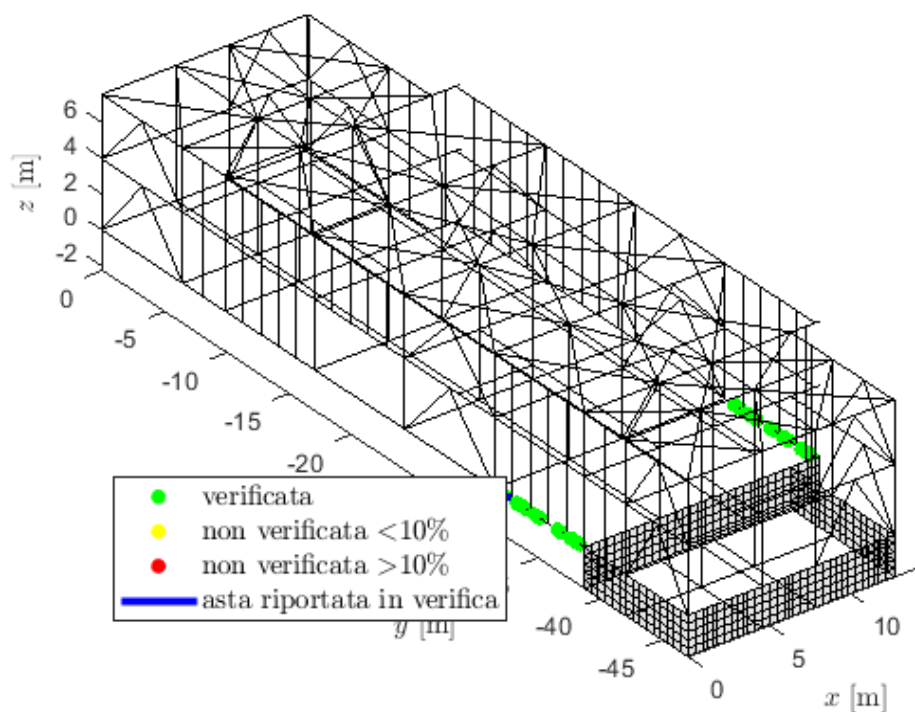 6
4
2
0
-2
z [m]
0
-5
-10
-15
-20
verificata
non verificata <10%
non verificata >10%
asta riportata in verifica
y [m]
-40
-45
0
5
10
x [m]